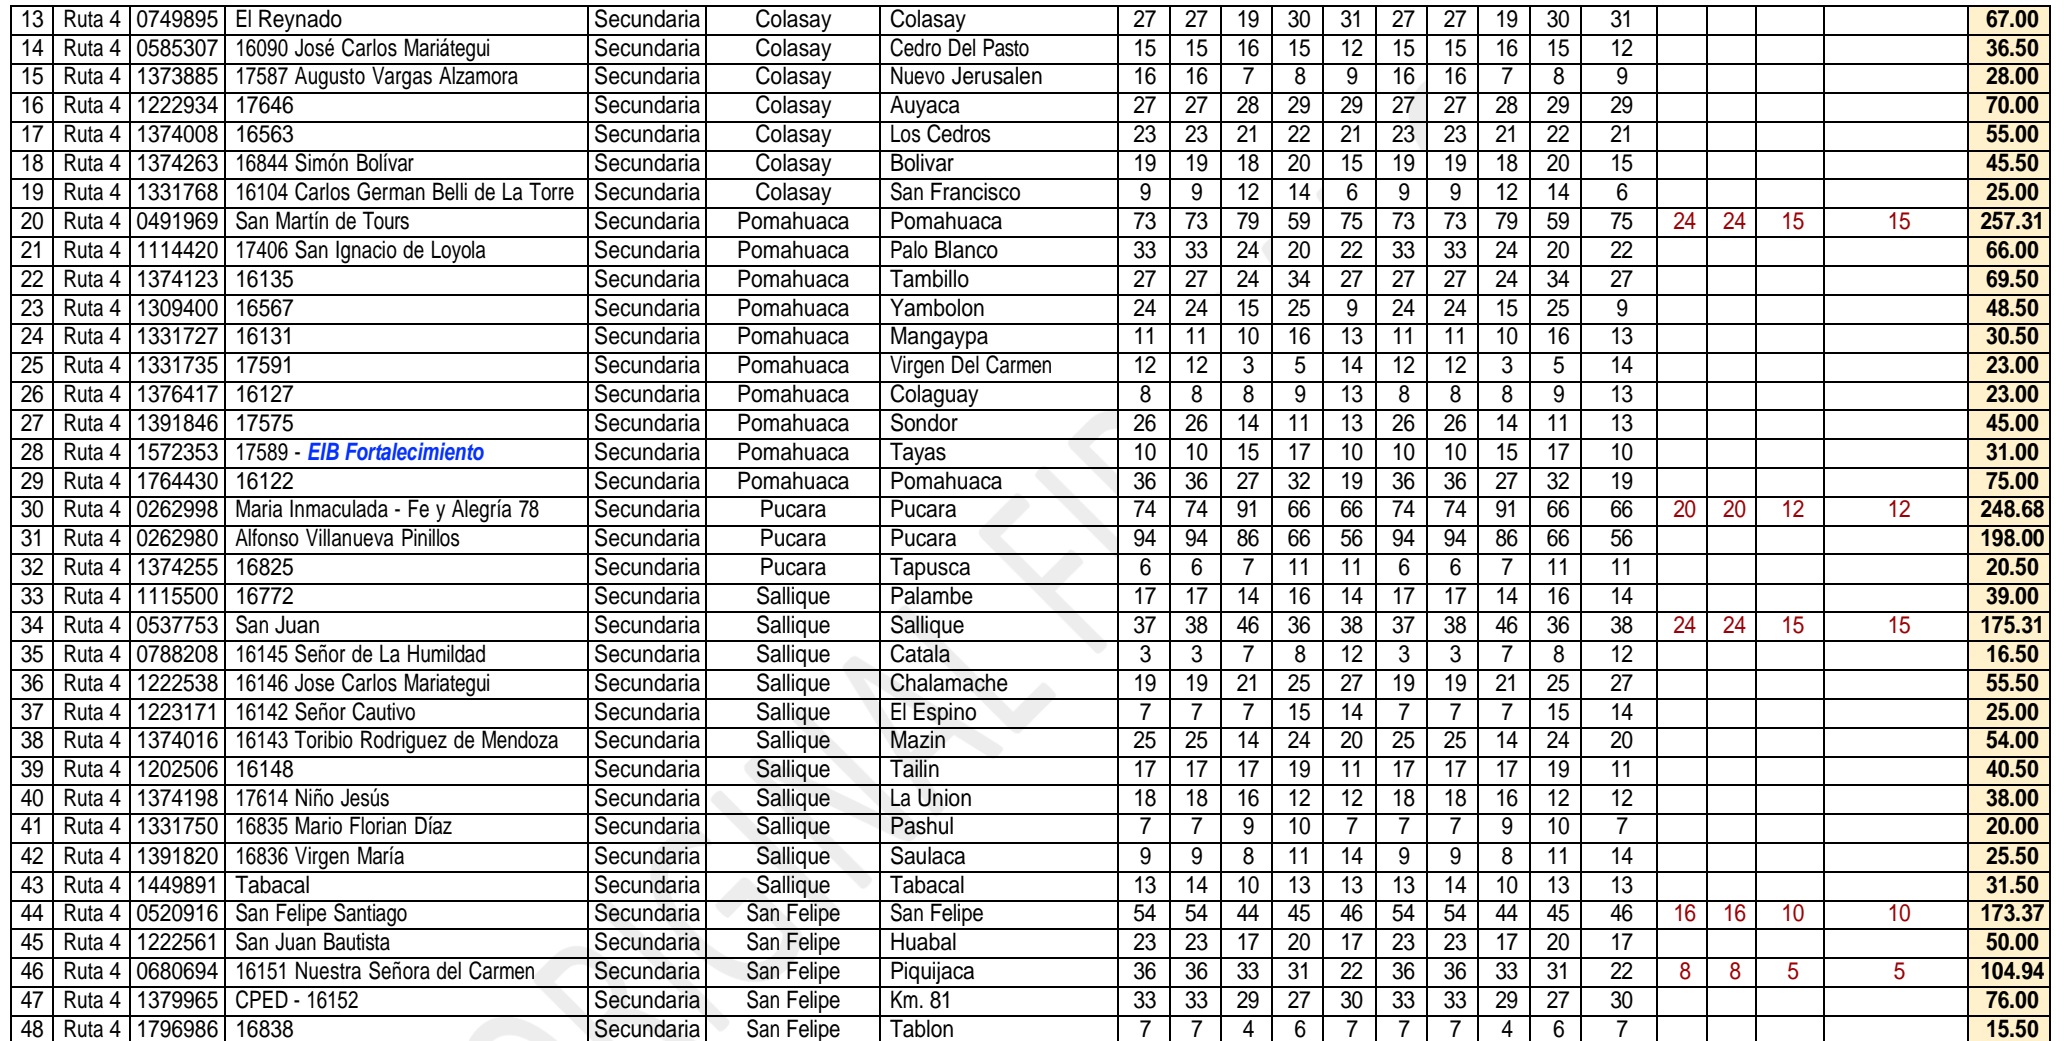 13 Ruta 4 0749895 El Reynado Secundaria Colasay Colasay 27 27 19 30 31 27 27 19 30 31 67.00
14 Ruta 4 0585307 16090 José Carlos Mariátegui Secundaria Colasay Cedro Del Pasto 15 15 16 15 12 15 15 16 15 12 36.50
15 Ruta 4 1373885 17587 Augusto Vargas Alzamora Secundaria Colasay Nuevo Jerusalen 16 16 7 8 9 16 16 7 8 9 28.00
16 Ruta 4 1222934 17646 Secundaria Colasay Auyaca 27 27 28 29 29 27 27 28 29 29 70.00
17 Ruta 4 1374008 16563 Secundaria Colasay Los Cedros 23 23 21 22 21 23 23 21 22 21 55.00
18 Ruta 4 1374263 16844 Simón Bolívar Secundaria Colasay Bolivar 19 19 18 20 15 19 19 18 20 15 45.50
19 Ruta 4 1331768 16104 Carlos German Belli de La Torre Secundaria Colasay San Francisco 9 9 12 14 6 9 9 12 14 6 25.00
20 Ruta 4 0491969 San Martín de Tours Secundaria Pomahuaca Pomahuaca 73 73 79 59 75 73 73 79 59 75 24 24 15 15 257.31
21 Ruta 4 1114420 17406 San Ignacio de Loyola Secundaria Pomahuaca Palo Blanco 33 33 24 20 22 33 33 24 20 22 66.00
22 Ruta 4 1374123 16135 Secundaria Pomahuaca Tambillo 27 27 24 34 27 27 27 24 34 27 69.50
23 Ruta 4 1309400 16567 Secundaria Pomahuaca Yambolon 24 24 15 25 9 24 24 15 25 9 48.50
24 Ruta 4 1331727 16131 Secundaria Pomahuaca Mangaypa 11 11 10 16 13 11 11 10 16 13 30.50
25 Ruta 4 1331735 17591 Secundaria Pomahuaca Virgen Del Carmen 12 12 3 5 14 12 12 3 5 14 23.00
26 Ruta 4 1376417 16127 Secundaria Pomahuaca Colaguay 8 8 8 9 13 8 8 8 9 13 23.00
27 Ruta 4 1391846 17575 Secundaria Pomahuaca Sondor 26 26 14 11 13 26 26 14 11 13 45.00
28 Ruta 4 1572353 17589 - EIB Fortalecimiento Secundaria Pomahuaca Tayas 10 10 15 17 10 10 10 15 17 10 31.00
29 Ruta 4 1764430 16122 Secundaria Pomahuaca Pomahuaca 36 36 27 32 19 36 36 27 32 19 75.00
30 Ruta 4 0262998 Maria Inmaculada - Fe y Alegría 78 Secundaria Pucara Pucara 74 74 91 66 66 74 74 91 66 66 20 20 12 12 248.68
31 Ruta 4 0262980 Alfonso Villanueva Pinillos Secundaria Pucara Pucara 94 94 86 66 56 94 94 86 66 56 198.00
32 Ruta 4 1374255 16825 Secundaria Pucara Tapusca 6 6 7 11 11 6 6 7 11 11 20.50
33 Ruta 4 1115500 16772 Secundaria Sallique Palambe 17 17 14 16 14 17 17 14 16 14 39.00
34 Ruta 4 0537753 San Juan Secundaria Sallique Sallique 37 38 46 36 38 37 38 46 36 38 24 24 15 15 175.31
35 Ruta 4 0788208 16145 Señor de La Humildad Secundaria Sallique Catala 3 3 7 8 12 3 3 7 8 12 16.50
36 Ruta 4 1222538 16146 Jose Carlos Mariategui Secundaria Sallique Chalamache 19 19 21 25 27 19 19 21 25 27 55.50
37 Ruta 4 1223171 16142 Señor Cautivo Secundaria Sallique El Espino 7 7 7 15 14 7 7 7 15 14 25.00
38 Ruta 4 1374016 16143 Toribio Rodriguez de Mendoza Secundaria Sallique Mazin 25 25 14 24 20 25 25 14 24 20 54.00
39 Ruta 4 1202506 16148 Secundaria Sallique Tailin 17 17 17 19 11 17 17 17 19 11 40.50
40 Ruta 4 1374198 17614 Niño Jesús Secundaria Sallique La Union 18 18 16 12 12 18 18 16 12 12 38.00
41 Ruta 4 1331750 16835 Mario Florian Díaz Secundaria Sallique Pashul 7 7 9 10 7 7 7 9 10 7 20.00
42 Ruta 4 1391820 16836 Virgen María Secundaria Sallique Saulaca 9 9 8 11 14 9 9 8 11 14 25.50
43 Ruta 4 1449891 Tabacal Secundaria Sallique Tabacal 13 14 10 13 13 13 14 10 13 13 31.50
44 Ruta 4 0520916 San Felipe Santiago Secundaria San Felipe San Felipe 54 54 44 45 46 54 54 44 45 46 16 16 10 10 173.37
45 Ruta 4 1222561 San Juan Bautista Secundaria San Felipe Huabal 23 23 17 20 17 23 23 17 20 17 50.00
46 Ruta 4 0680694 16151 Nuestra Señora del Carmen Secundaria San Felipe Piquijaca 36 36 33 31 22 36 36 33 31 22 8 8 5 5 104.94
47 Ruta 4 1379965 CPED - 16152 Secundaria San Felipe Km. 81 33 33 29 27 30 33 33 29 27 30 76.00
48 Ruta 4 1796986 16838 Secundaria San Felipe Tablon 7 7 4 6 7 7 7 4 6 7 15.50